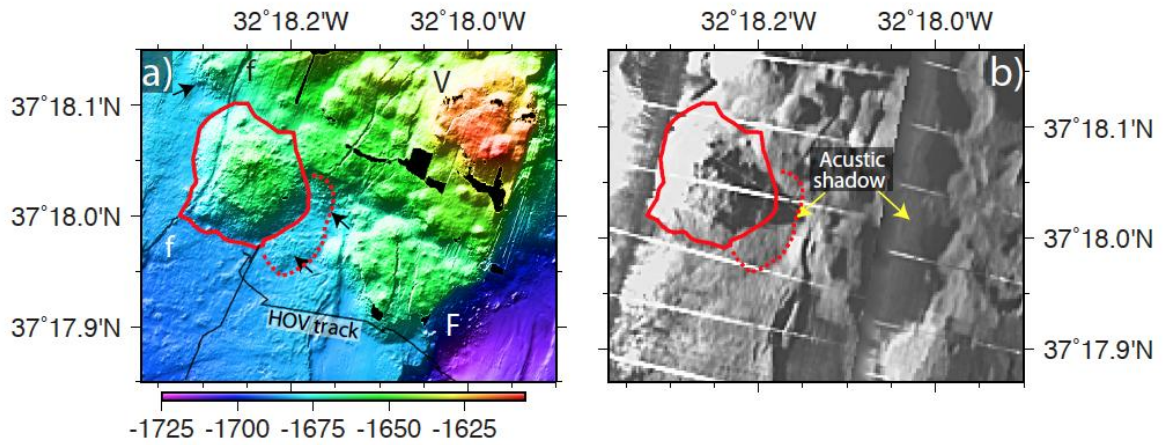 32°18.2'W 32°18.0'W
32°18.2'W 32°18.0'W
a) f V b)
37°18.1'N 37°18.1'N
Acustic
shadow
37°18.0'N 37°18.0'N
f
HOV track F
37°17.9'N 37°17.9'N
-1725 -1700 -1675 -1650 -1625